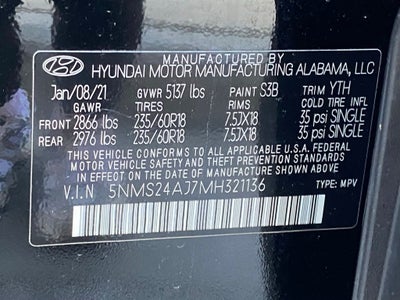 MANUFACTURED BY
HYUNDAI MOTOR MANUFACTURING ALABAMA, LLC
Jan/08/21 GVWR 5137 lbs PAINT S3B TRIM YTH
GAWR TIRES RIMS COLD TIRE INFL
FRONT 2866 lbs 235/60R18 7.5JX18 35 psi SINGLE
REAR 2976 lbs 235/60R18 7.5JX18 35 psi SINGLE
THIS VEHICLE CONFORMS TO ALL APPLICABLE U.S.A. FEDERAL
MOTOR VEHICLE SAFETY AND THEFT PREVENTION STANDARDS
IN EFFECT ON THE DATE OF MANUFACTURE SHOWN ABOVE.
V.I.N 5NMS24AJ7MH321136 TYPE: MPV